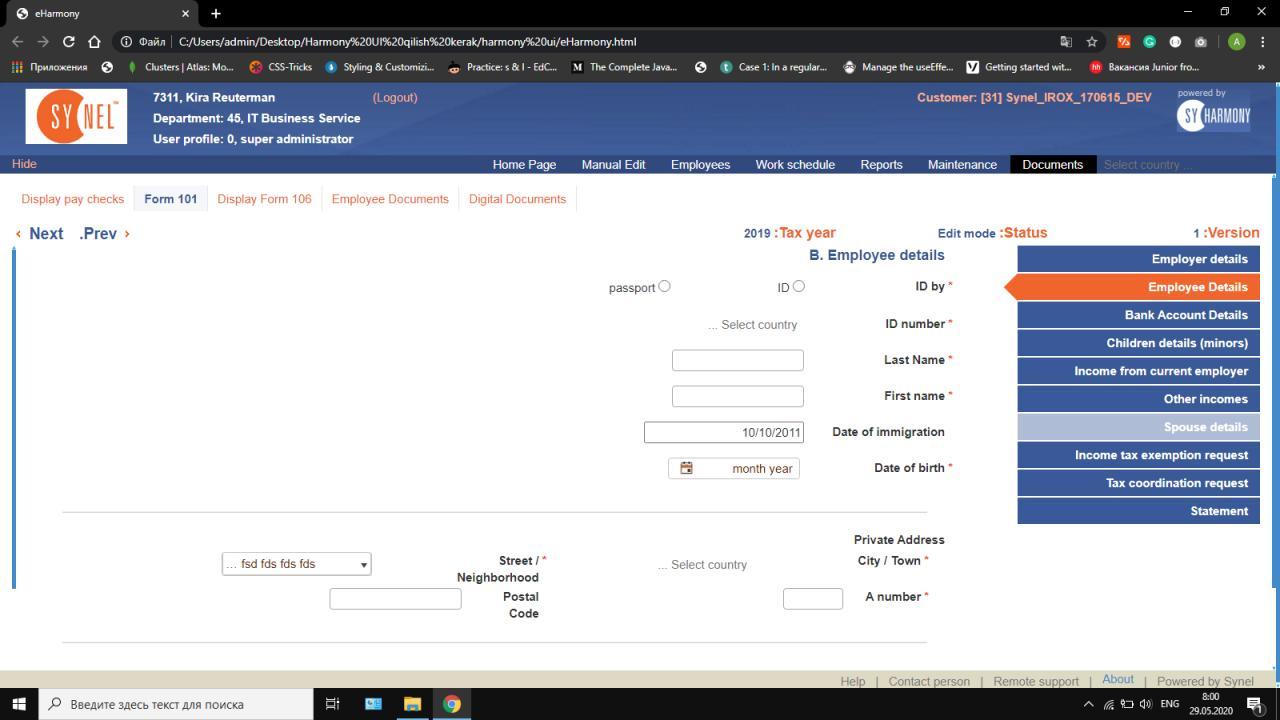 eHarmony
Файл
C:/Users/admin/Desktop/Harmony%20UI%20qilish%20kerak/harmony%20ui/eHarmony.html
A
Приложения
Clusters | Atlas: Mo...
CSS-Tricks
Styling & Customizi...
Practice: s & I - EdC...
M The Complete Java...
Case 1: In a regular...
Manage the useEffe...
Getting started wit...
hh Вакансия Junior fro...
»
SYNEL™
7311, Kira Reuterman (Logout)
Department: 45, IT Business Service
User profile: 0, super administrator
Customer: [31] Synel_IROX_170615_DEV
powered by
SYHARMONY
Hide
Home Page Manual Edit Employees Work schedule Reports Maintenance Documents Select country ...
Display pay checks Form 101 Display Form 106 Employee Documents Digital Documents
‹ Next .Prev ›
2019 :Tax year Edit mode :Status 1 :Version
B. Employee details
passport ID ID by *
... Select country ID number *
Last Name *
First name *
10/10/2011 Date of immigration
month year Date of birth *
Private Address
... fsd fds fds fds Street / * Neighborhood ... Select country City / Town *
Postal Code A number *
Employer details
Employee Details
Bank Account Details
Children details (minors)
Income from current employer
Other incomes
Spouse details
Income tax exemption request
Tax coordination request
Statement
Help | Contact person | Remote support | About | Powered by Synel
Введите здесь текст для поиска
ENG
8:00
29.05.2020
1